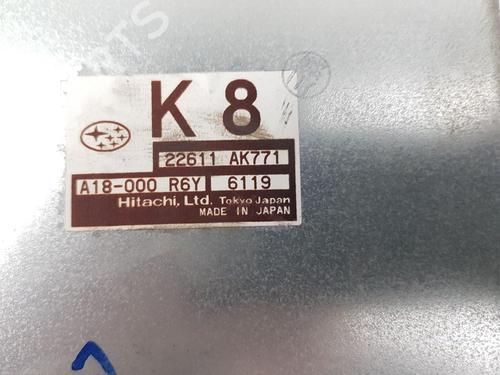 K 8
22611 AK771
A18-000 R6Y 6119
Hitachi, Ltd. Tokyo Japan
MADE IN JAPAN